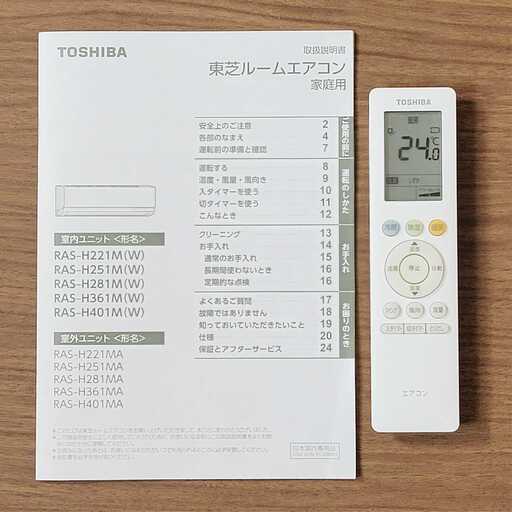 TOSHIBA
取扱説明書
東芝ルームエアコン
家庭用
安全上のご注意 2
各部のなまえ 4
運転前の準備と確認 7
ご使用の前に
運転する 8
温度・風量・風向き 9
入タイマーを使う 10
切タイマーを使う 11
こんなとき 12
運転のしかた
クリーニング 13
お手入れ 14
通常のお手入れ 15
長期間使わないとき 16
定期的な点検 16
お手入れ
よくあるご質問 17
故障ではありません 18
知っておいていただきたいこと 19
仕様 20
保証とアフターサービス 24
お困りのとき
室内ユニット <形名>
RAS-H221M(W)
RAS-H251M(W)
RAS-H281M(W)
RAS-H361M(W)
RAS-H401M(W)
室外ユニット <形名>
RAS-H221MA
RAS-H251MA
RAS-H281MA
RAS-H361MA
RAS-H401MA
日本国内専用品
TOSHIBA
24.0
冷房
除湿
暖房
温度
停止
自動
温度
風向
風量
エアコン